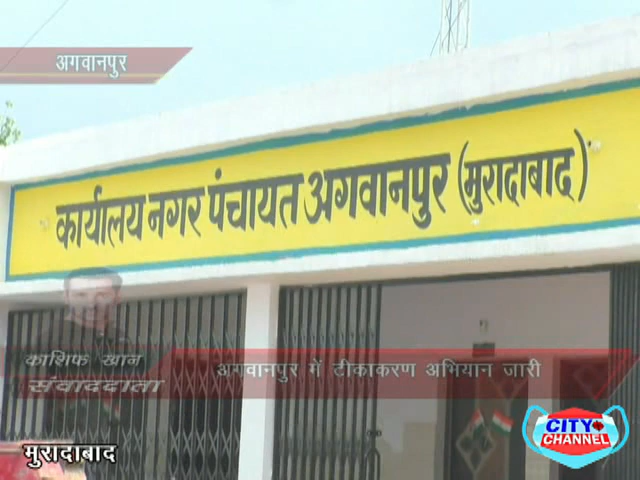 अगवानपुर
कार्यालय नगर पंचायत अगवानपुर (मुरादाबाद)
काशिफ खान
संवाददाता
अगवानपुर में टीकाकरण अभियान जारी
मुरादाबाद
CITY
CHANNEL